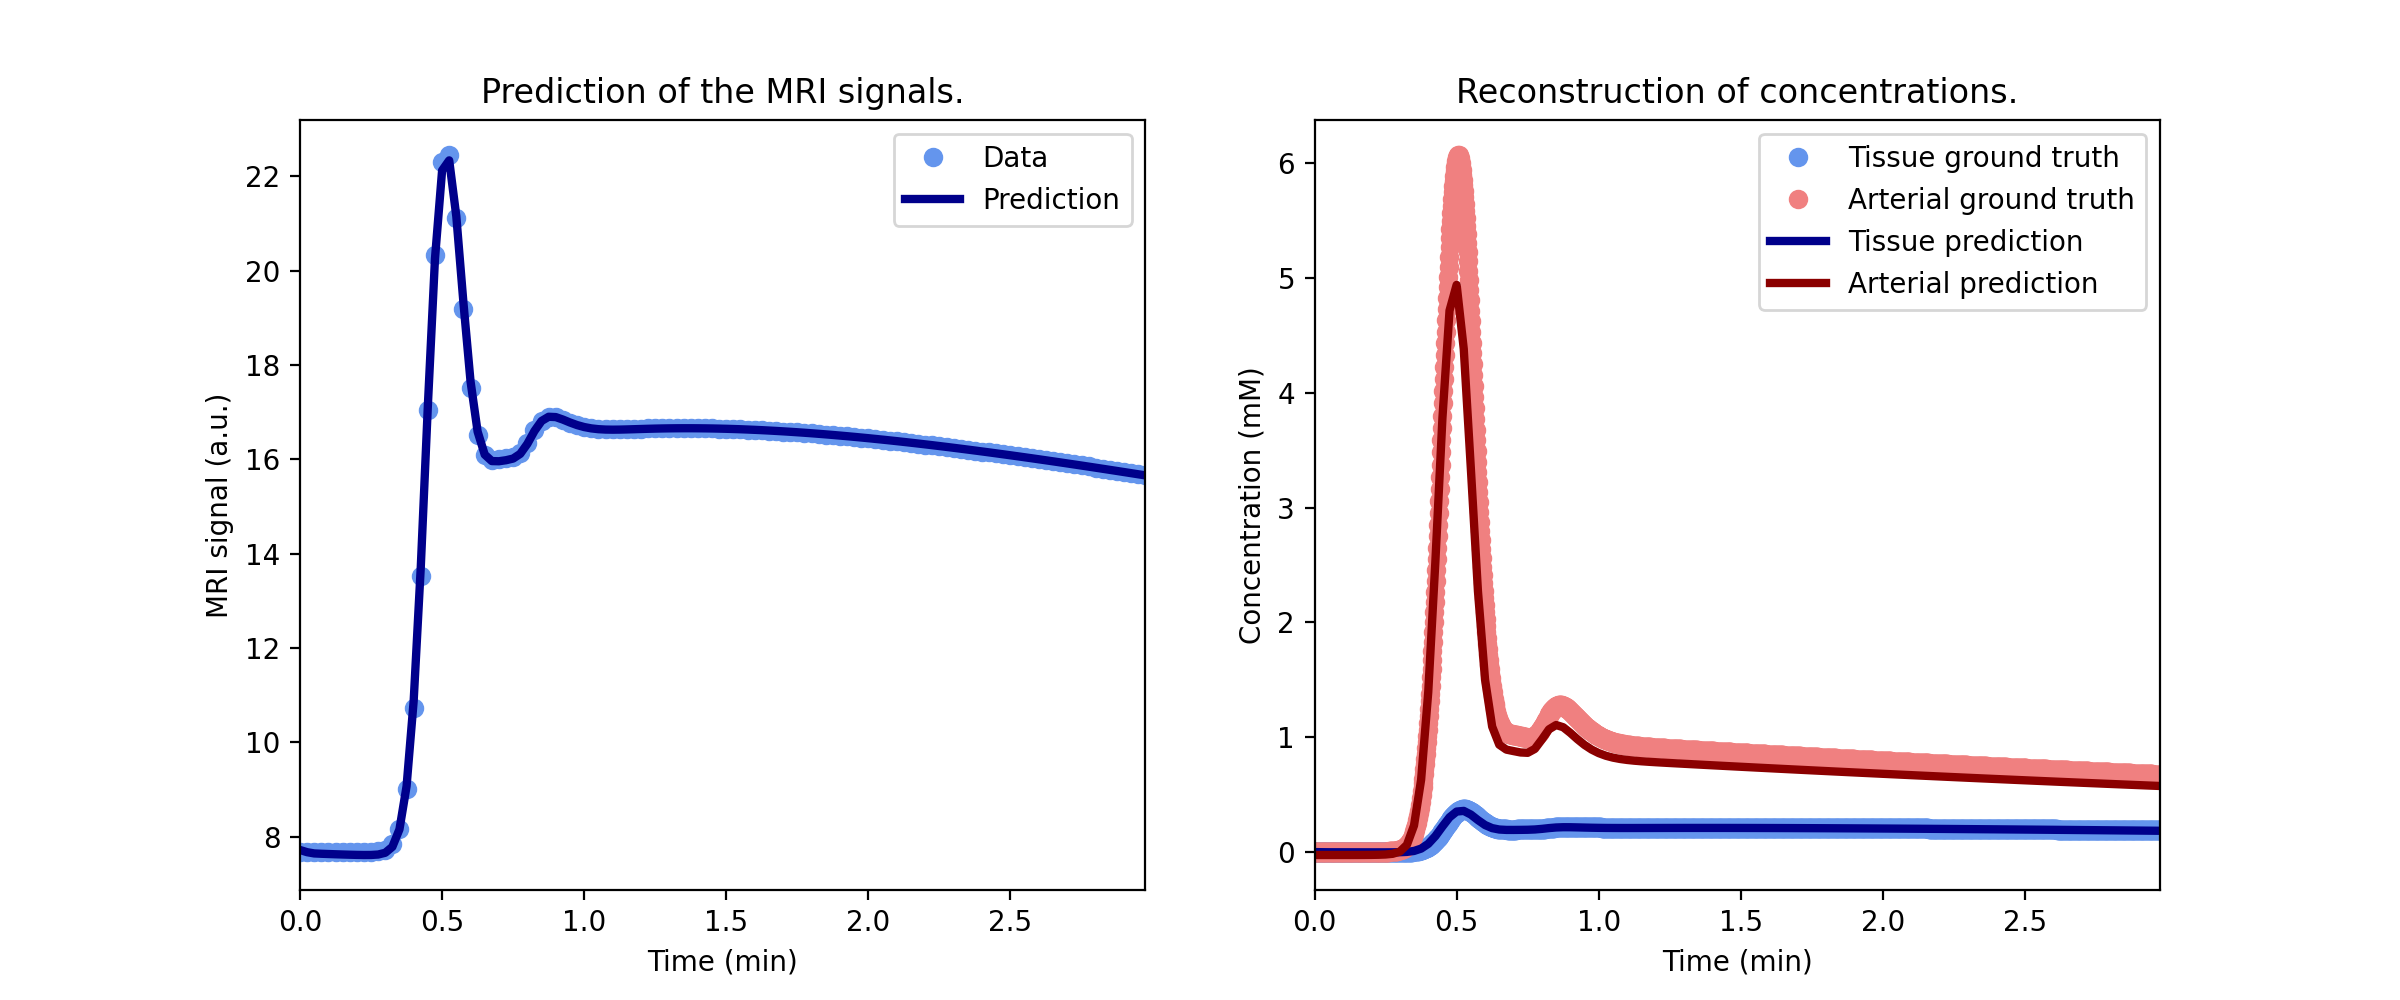 Prediction of the MRI signals.
Data
Prediction
22
20
18
16
14
12
10
8
MRI signal (a.u.)
0.0 0.5 1.0 1.5 2.0 2.5
Time (min)
Reconstruction of concentrations.
Tissue ground truth
Arterial ground truth
Tissue prediction
Arterial prediction
6
5
4
3
2
1
0
Concentration (mM)
0.0 0.5 1.0 1.5 2.0 2.5
Time (min)